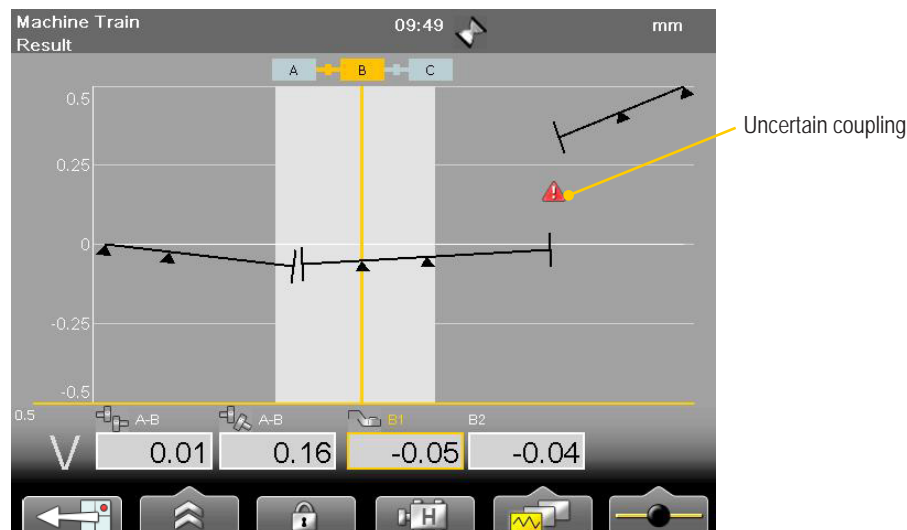 Machine Train 09:49 mm
Result
A B C
0.5
Uncertain coupling
0.25
0
-0.25
-0.5
0.5 A-B A-B B1 B2
V 0.01 0.16 -0.05 -0.04
H